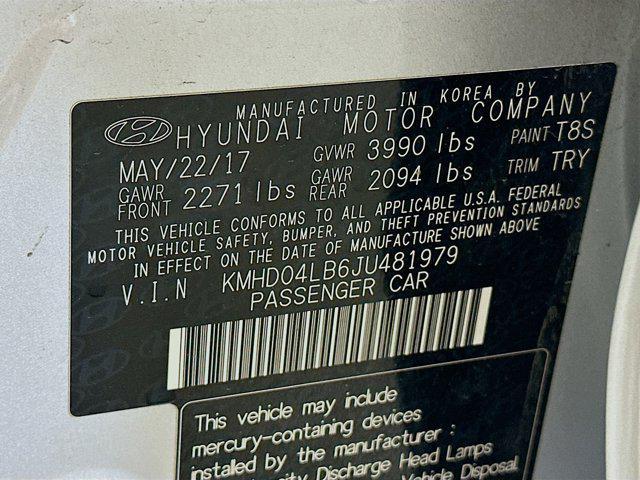 MANUFACTURED IN KOREA BY
HYUNDAI MOTOR COMPANY
MAY/22/17 GVWR 3990 lbs PAINT T8S
GAWR FRONT 2271 lbs GAWR REAR 2094 lbs TRIM TRY
THIS VEHICLE CONFORMS TO ALL APPLICABLE U.S.A. FEDERAL
MOTOR VEHICLE SAFETY, BUMPER, AND THEFT PREVENTION STANDARDS
IN EFFECT ON THE DATE OF MANUFACTURE SHOWN ABOVE
V.I.N KMHD04LB6JU481979
PASSENGER CAR
This vehicle may include
mercury-containing devices
installed by the manufacturer :
Discharge Head Lamps
Vehicle Disposal